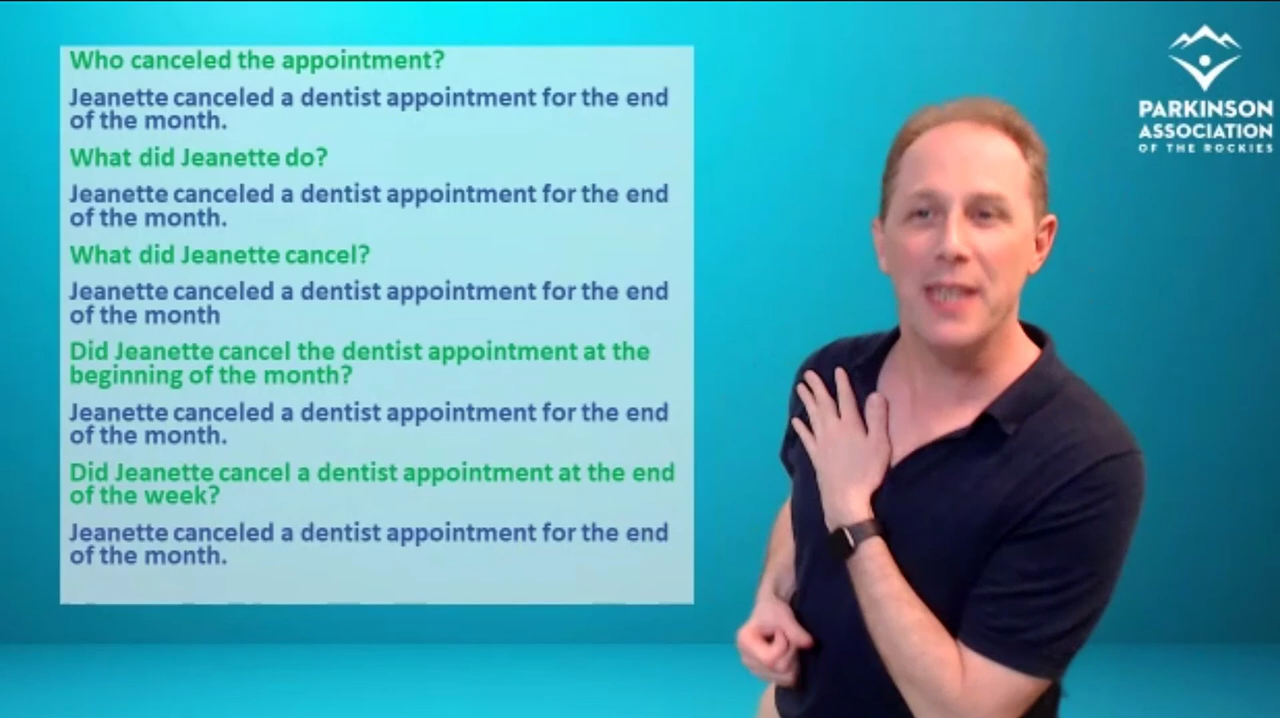 Who canceled the appointment?
Jeanette canceled a dentist appointment for the end
of the month.
What did Jeanette do?
Jeanette canceled a dentist appointment for the end
of the month.
What did Jeanette cancel?
Jeanette canceled a dentist appointment for the end
of the month
Did Jeanette cancel the dentist appointment at the
beginning of the month?
Jeanette canceled a dentist appointment for the end
of the month.
Did Jeanette cancel a dentist appointment at the end
of the week?
Jeanette canceled a dentist appointment for the end
of the month.
PARKINSON
ASSOCIATION
OF THE ROCKIES